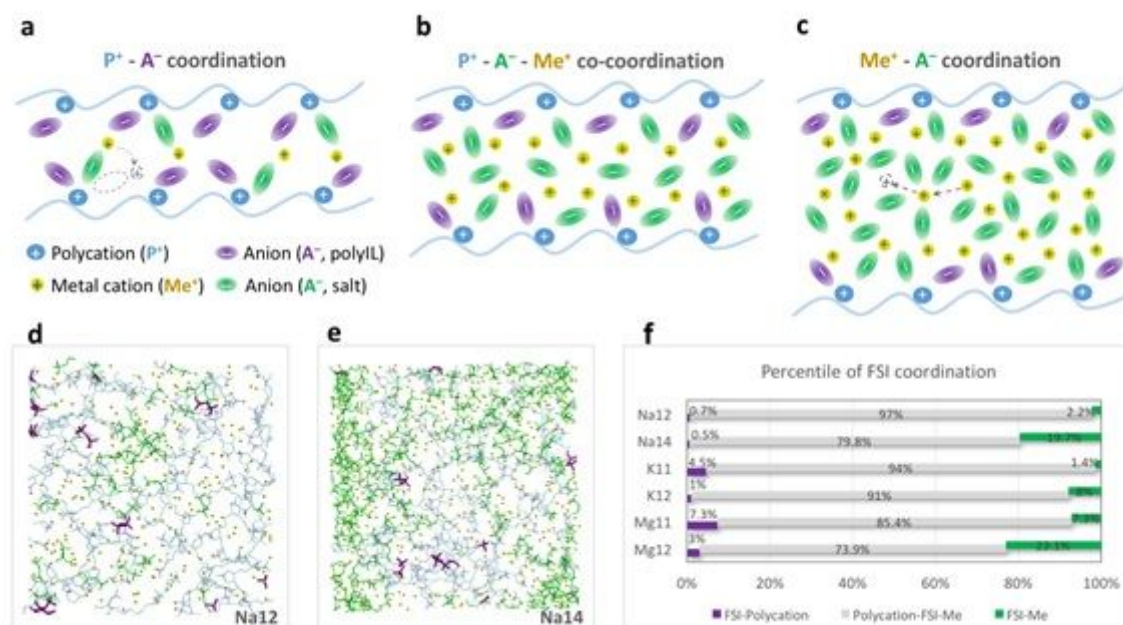 a
P⁺ - A⁻ coordination
b
P⁺ - A⁻ - Me⁺ co-coordination
c
Me⁺ - A⁻ coordination
Polycation (P⁺)
Anion (A⁻, polyIL)
Metal cation (Me⁺)
Anion (A⁻, salt)
d
Na12
e
Na14
f
Percentile of FSI coordination
Na12 0.7% 97% 2.2%
Na14 0.5% 79.8% 19.7%
K11 4.5% 94% 1.4%
K12 1% 91% 8%
Mg11 7.3% 85.4% 7.3%
Mg12 3% 73.9% 23.1%
0% 20% 40% 60% 80% 100%
FSI-Polycation Polycation-FSI-Me FSI-Me